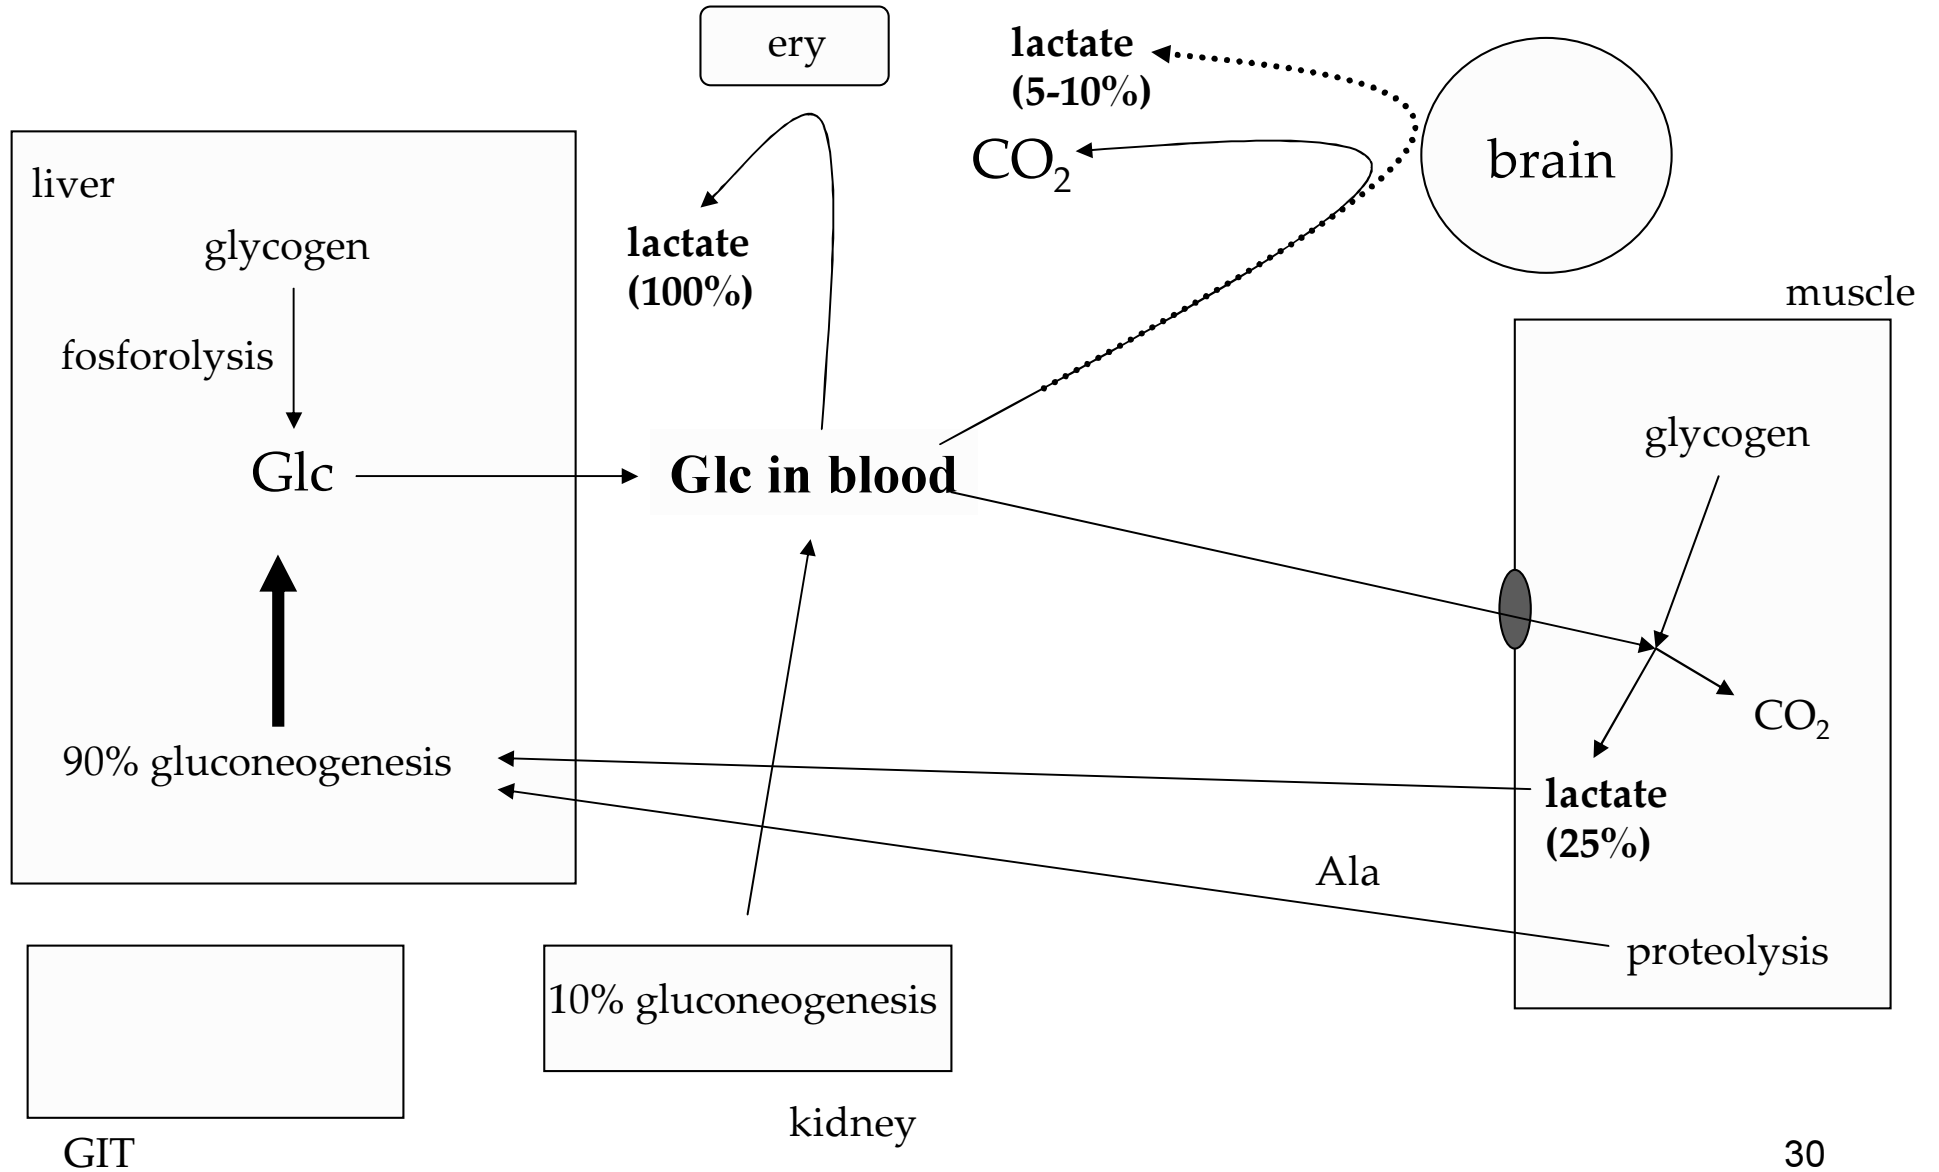 ery
lactate
(5-10%)
CO₂
brain
liver
glycogen
lactate
(100%)
fosforolysis
muscle
glycogen
Glc
Glc in blood
CO₂
90% gluconeogenesis
lactate
(25%)
Ala
proteolysis
10% gluconeogenesis
kidney
GIT
30